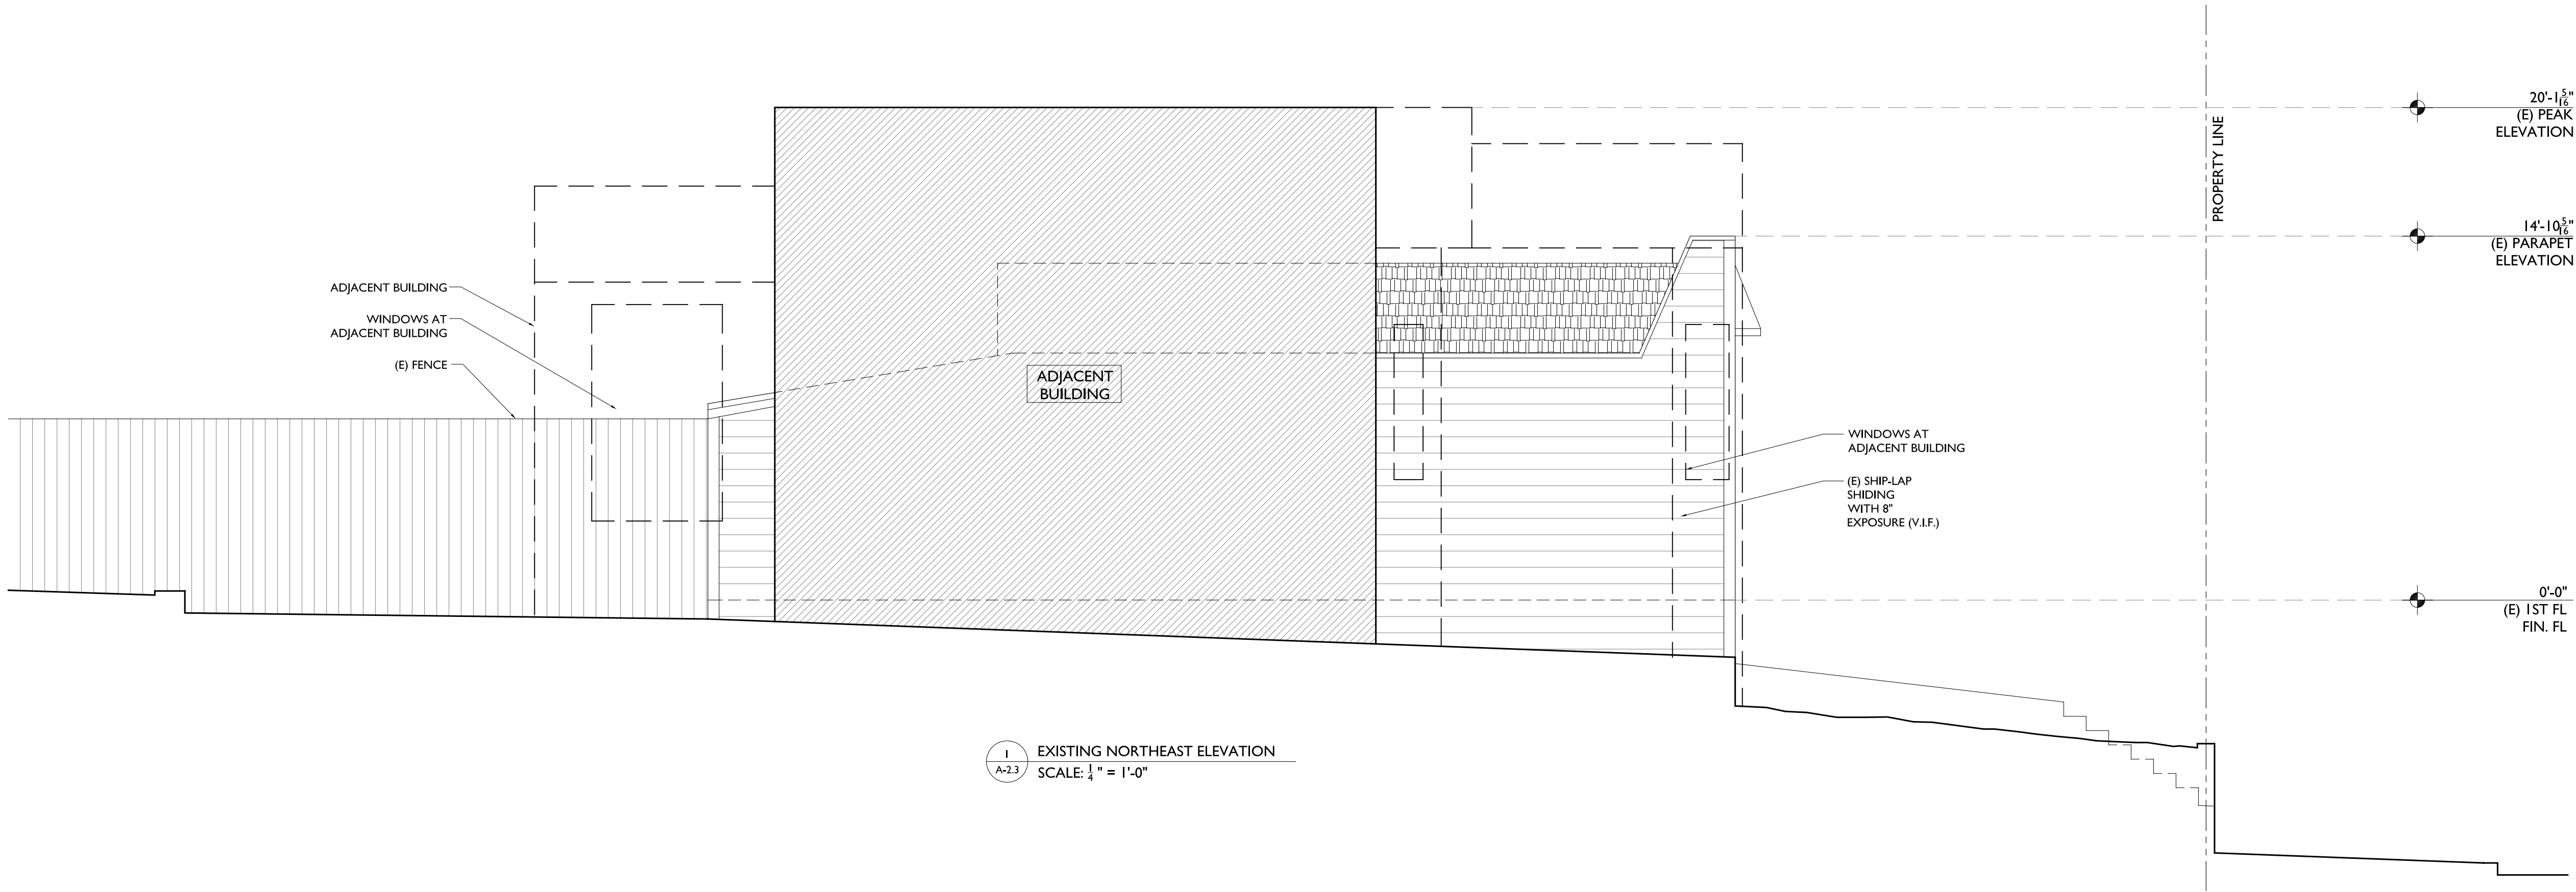 20'-1 5/16"
(E) PEAK
ELEVATION
PROPERTY LINE
14'-10 5/16"
(E) PARAPET
ELEVATION
ADJACENT BUILDING
WINDOWS AT
ADJACENT BUILDING
(E) FENCE
ADJACENT
BUILDING
WINDOWS AT
ADJACENT BUILDING
(E) SHIP-LAP
SHIDING
WITH 8"
EXPOSURE (V.I.F.)
0'-0"
(E) 1ST FL
FIN. FL
1
A-2.3
EXISTING NORTHEAST ELEVATION
SCALE: 1/4 " = 1'-0"